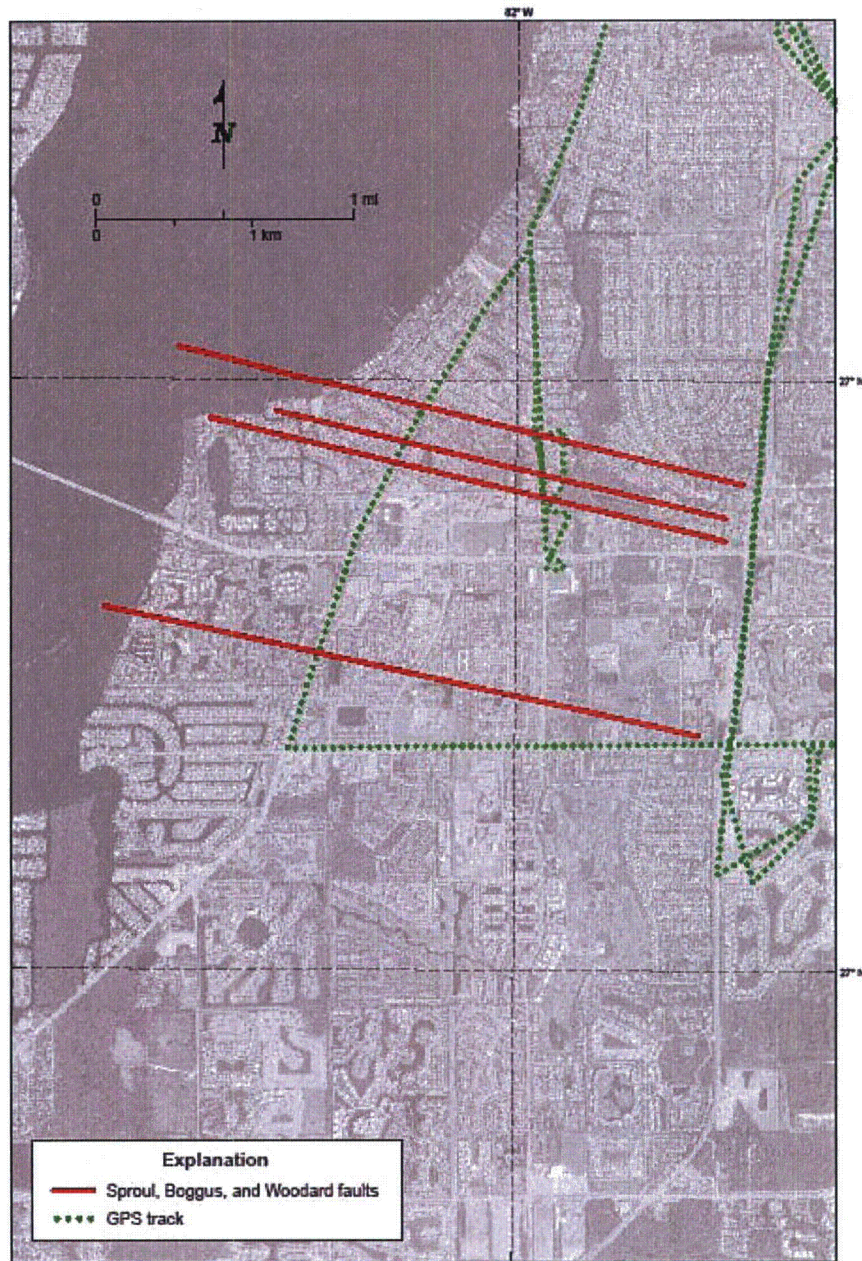 82° W
N
0 1 mi
0 1 km
27° N
27° N
Explanation
Sproul, Boggus, and Woodard faults
GPS track